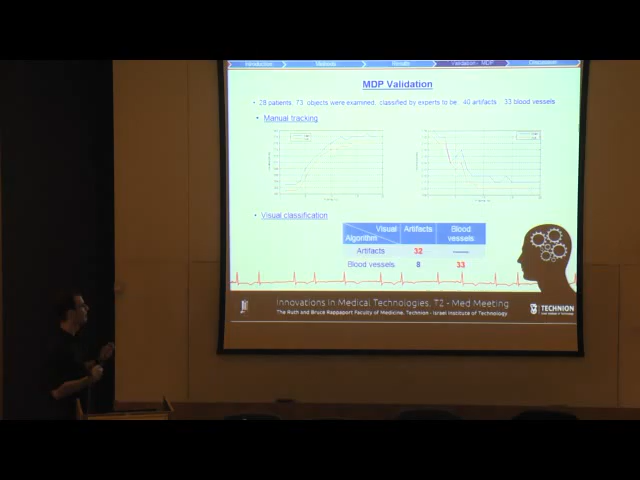 Introduction Methods Results Validation - MDP Discussion
MDP Validation
• 28 patients, 73 objects were examined, classified by experts to be: 40 artifacts 33 blood vessels
• Manual tracking
• Visual classification
Visual
Algorithm
Artifacts
Blood
vessels
Artifacts 32
Blood vessels 8 33
Innovations in Medical Technologies, T2 - Med Meeting
The Ruth and Bruce Rappaport Faculty of Medicine, Technion - Israel Institute of Technology
TECHNION